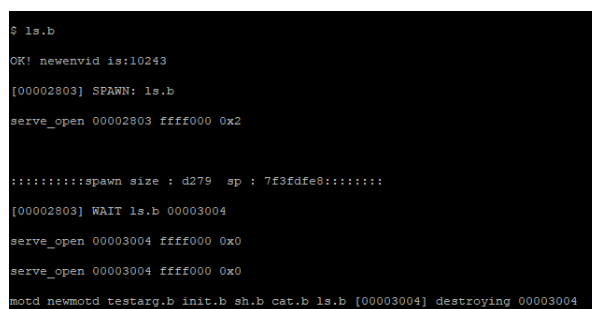 $ ls.b
OK! newenvid is:10243
[00002803] SPAWN: ls.b
serve_open 00002803 ffff000 0x2
::::::::::spawn size : d279  sp : 7f3fdfe8::::::::
[00002803] WAIT ls.b 00003004
serve_open 00003004 ffff000 0x0
serve_open 00003004 ffff000 0x0
motd newmotd testarg.b init.b sh.b cat.b ls.b [00003004] destroying 00003004